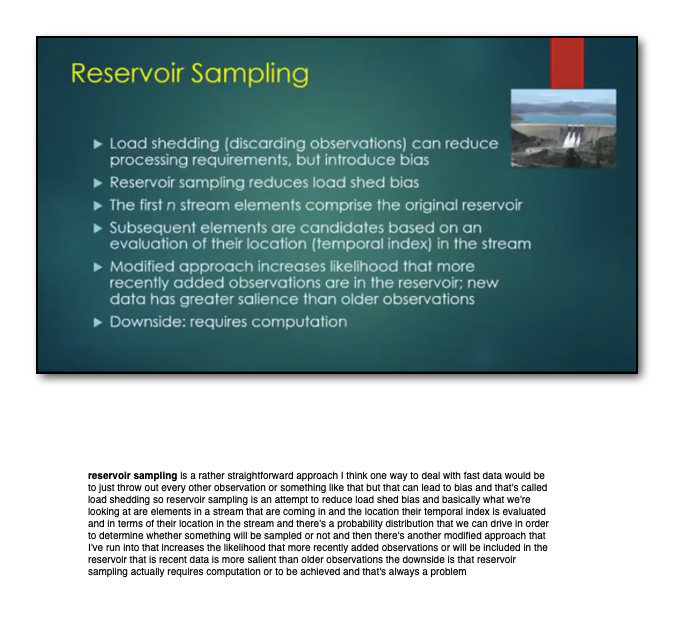 Reservoir Sampling
Load shedding (discarding observations) can reduce
processing requirements, but introduce bias
Reservoir sampling reduces load shed bias
The first n stream elements comprise the original reservoir
Subsequent elements are candidates based on an
evaluation of their location (temporal index) in the stream
Modified approach increases likelihood that more
recently added observations are in the reservoir; new
data has greater salience than older observations
Downside: requires computation
reservoir sampling is a rather straightforward approach I think one way to deal with fast data would be
to just throw out every other observation or something like that but that can lead to bias and that's called
load shedding so reservoir sampling is an attempt to reduce load shed bias and basically what we're
looking at are elements in a stream that are coming in and the location their temporal index is evaluated
and in terms of their location in the stream and there's a probability distribution that we can drive in order
to determine whether something will be sampled or not and then there's another modified approach that
I've run into that increases the likelihood that more recently added observations or will be included in the
reservoir that is recent data is more salient than older observations the downside is that reservoir
sampling actually requires computation or to be achieved and that's always a problem